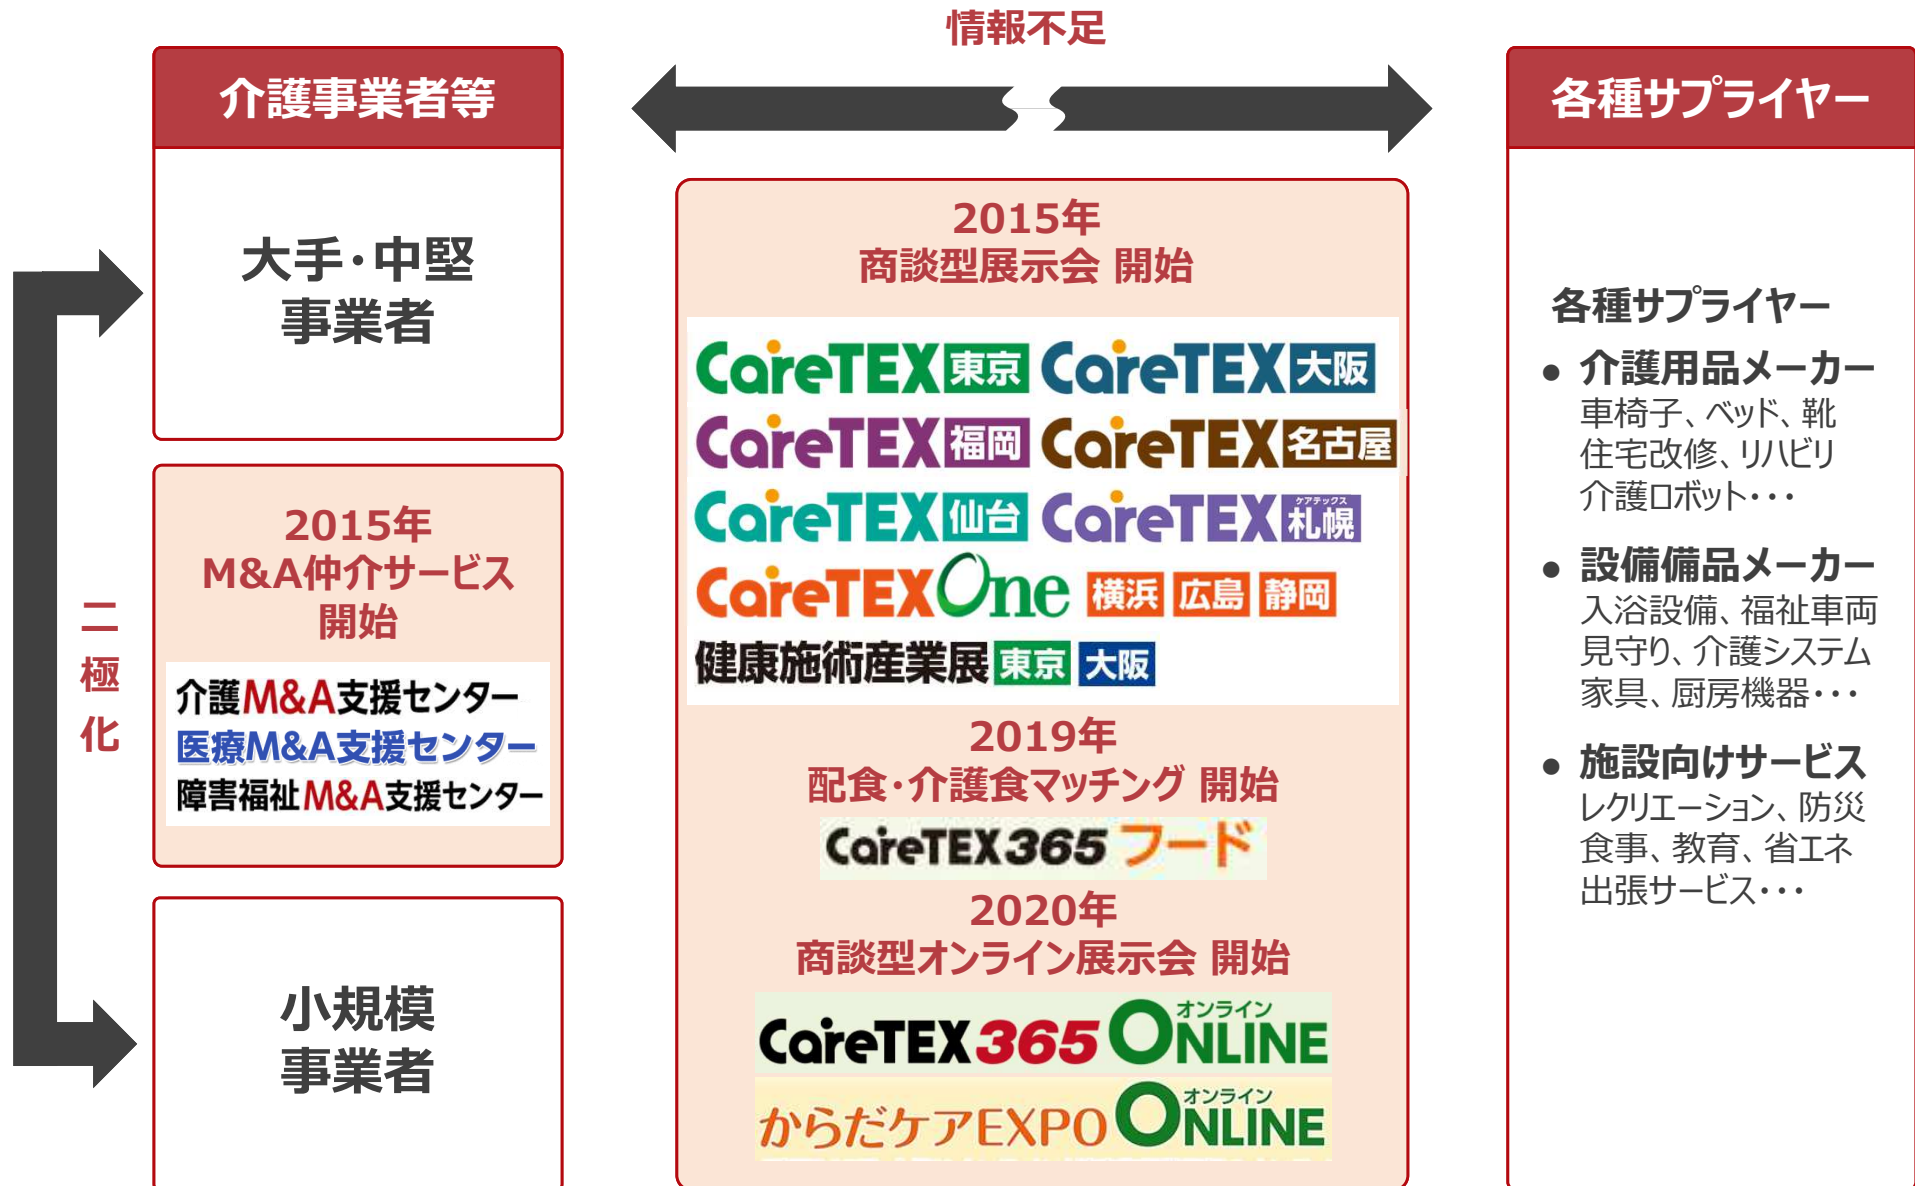 情報不足
介護事業者等
大手・中堅
事業者
二極化
2015年
M&A仲介サービス
開始
介護M&A支援センター
医療M&A支援センター
障害福祉M&A支援センター
小規模
事業者
2015年
商談型展示会 開始
CareTEX東京 CareTEX大阪
CareTEX福岡 CareTEX名古屋
ケアテックス
CareTEX仙台 CareTEX札幌
CareTEXOne 横浜 広島 静岡
健康施術産業展 東京 大阪
2019年
配食・介護食マッチング 開始
CareTEX365 フード
2020年
商談型オンライン展示会 開始
オンライン
CareTEX365 ONLINE
オンライン
からだケアEXPO ONLINE
各種サプライヤー
各種サプライヤー
● 介護用品メーカー
車椅子、ベッド、靴
住宅改修、リハビリ
介護ロボット・・・
● 設備備品メーカー
入浴設備、福祉車両
見守り、介護システム
家具、厨房機器・・・
● 施設向けサービス
レクリエーション、防災
食事、教育、省エネ
出張サービス・・・